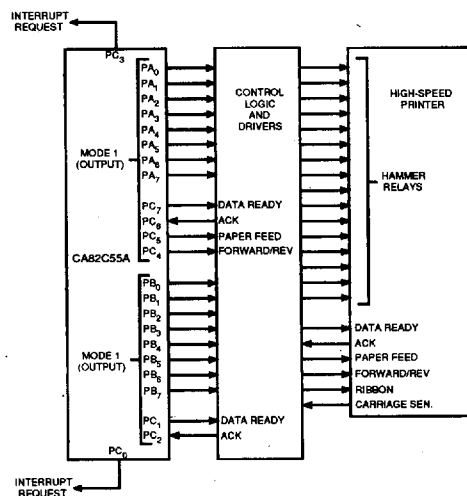 INTERRUPT
REQUEST
PC3
PA0
PA1
PA2
PA3
PA4
PA5
PA6
PA7
MODE 1
(OUTPUT)
PC7
PC6
PC5
PC4
CA82C55A
PB0
PB1
PB2
PB3
PB4
PB5
PB6
PB7
MODE 1
(OUTPUT)
PC1
PC2
PC0
INTERRUPT
REQUEST
CONTROL
LOGIC
AND
DRIVERS
DATA READY
ACK
PAPER FEED
FORWARD/REV
DATA READY
ACK
HIGH-SPEED
PRINTER
HAMMER
RELAYS
DATA READY
ACK
PAPER FEED
FORWARD/REV
RIBBON
CARRIAGE SEN.